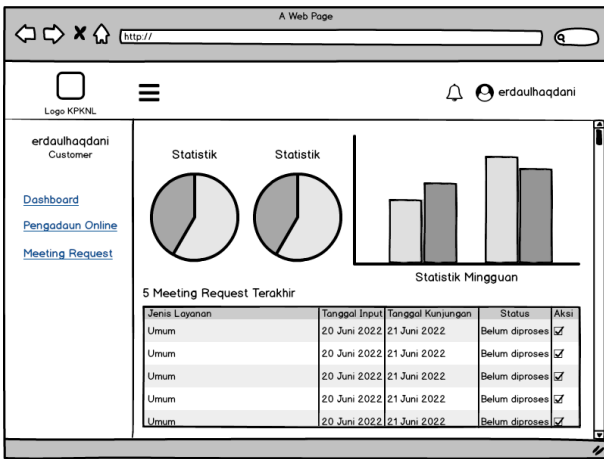 A Web Page
http://
Logo KPKNL
erdaulhaqdani
erdaulhaqdani
Customer
Dashboard
Pengadaun Online
Meeting Request
Statistik
Statistik
Statistik Mingguan
5 Meeting Request Terakhir
Jenis Layanan Tanggal Input Tanggal Kunjungan Status Aksi
Umum 20 Juni 2022 21 Juni 2022 Belum diproses
Umum 20 Juni 2022 21 Juni 2022 Belum diproses
Umum 20 Juni 2022 21 Juni 2022 Belum diproses
Umum 20 Juni 2022 21 Juni 2022 Belum diproses
Umum 20 Juni 2022 21 Juni 2022 Belum diproses